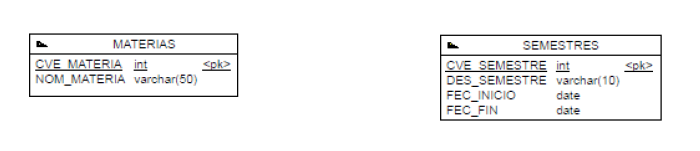 MATERIAS
CVE_MATERIA int <pk>
NOM_MATERIA varchar(50)
SEMESTRES
CVE_SEMESTRE int <pk>
DES_SEMESTRE varchar(10)
FEC_INICIO date
FEC_FIN date